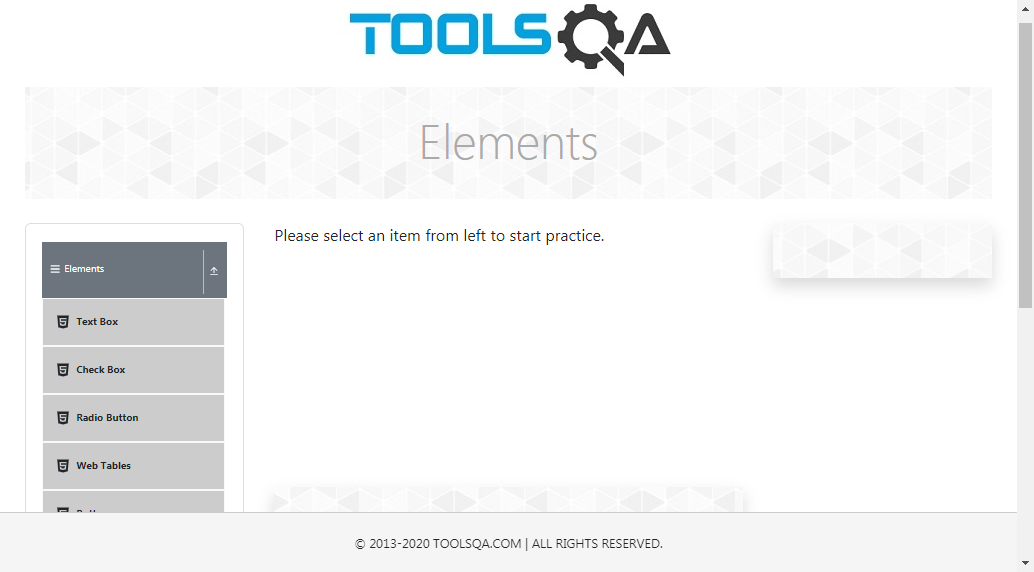 TOOLSQA
Elements
Elements
Please select an item from left to start practice.
Text Box
Check Box
Radio Button
Web Tables
© 2013-2020 TOOLSQA.COM | ALL RIGHTS RESERVED.